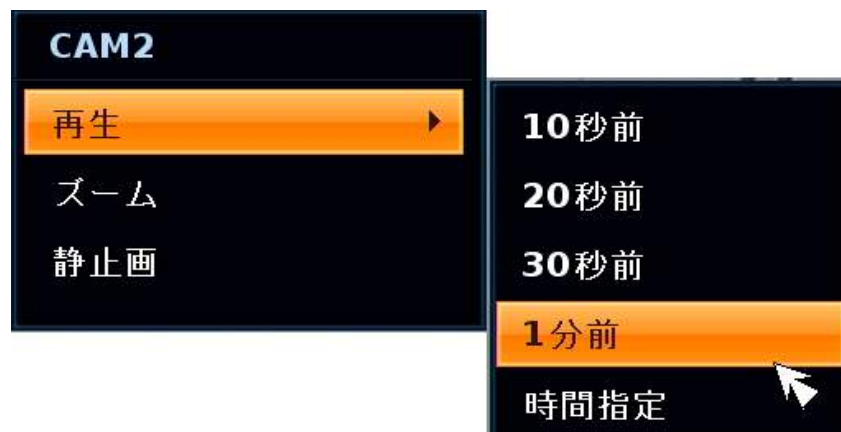 CAM2
再生
ズーム
静止画
10秒前
20秒前
30秒前
1分前
時間指定